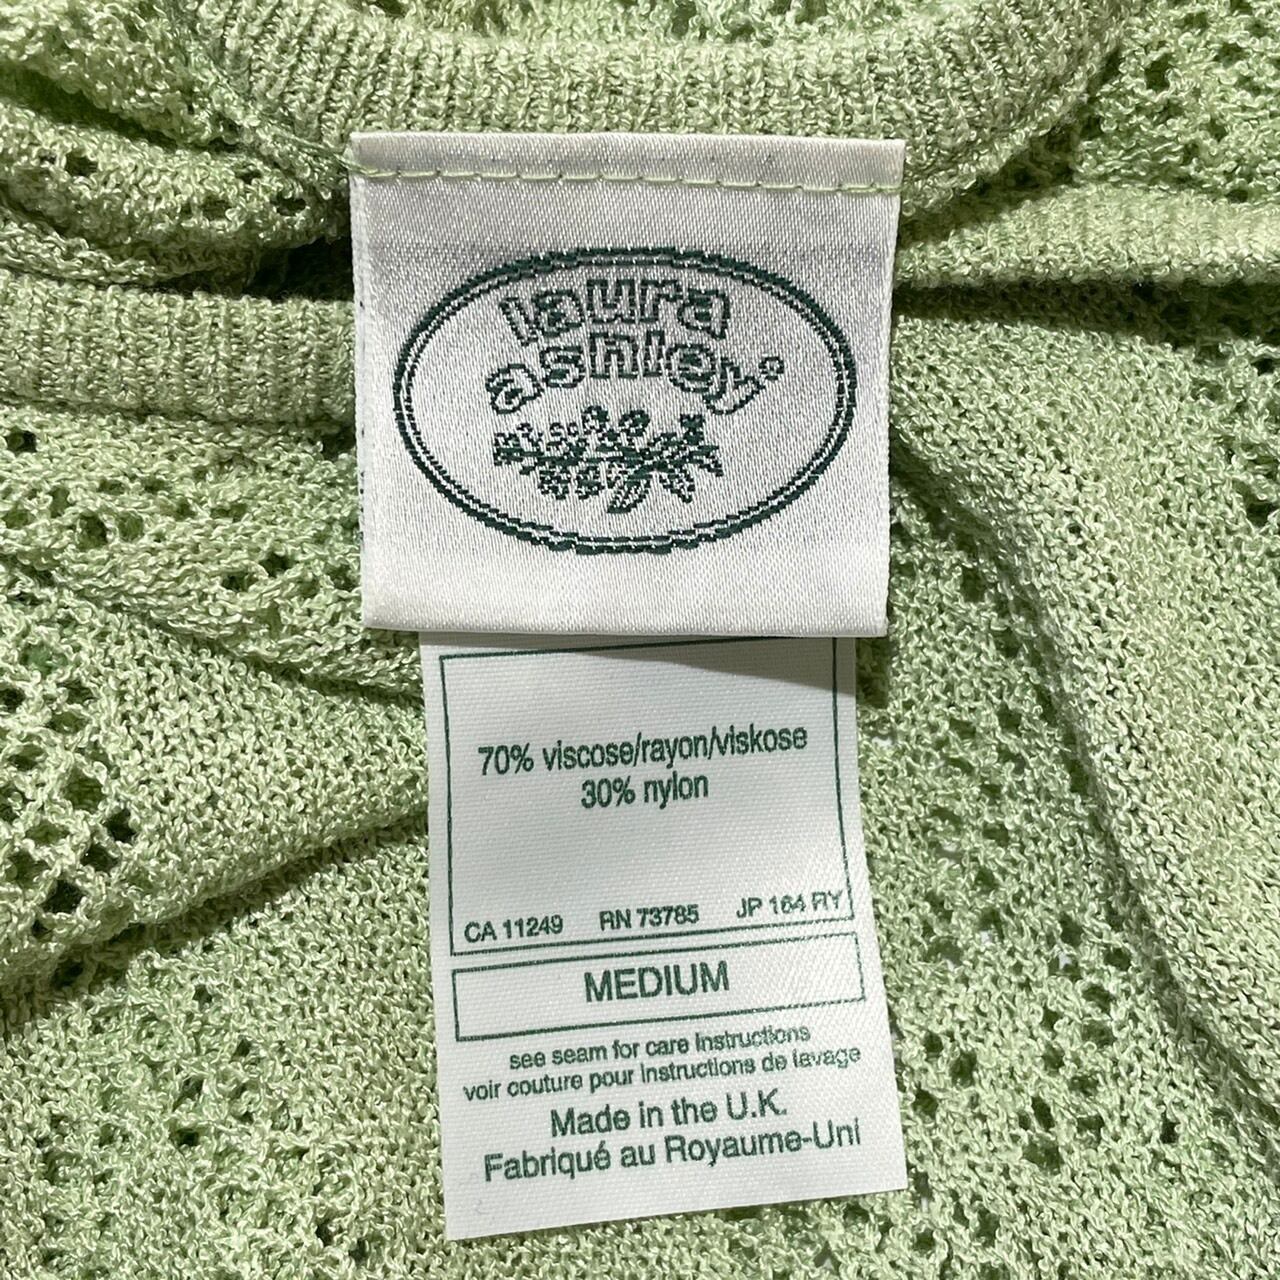 laura
ashley®
70% viscose/rayon/viskose
30% nylon
CA 11249 RN 73785 JP 164 RY
MEDIUM
see seam for care instructions
voir couture pour instructions de lavage
Made in the U.K.
Fabriqué au Royaume-Uni